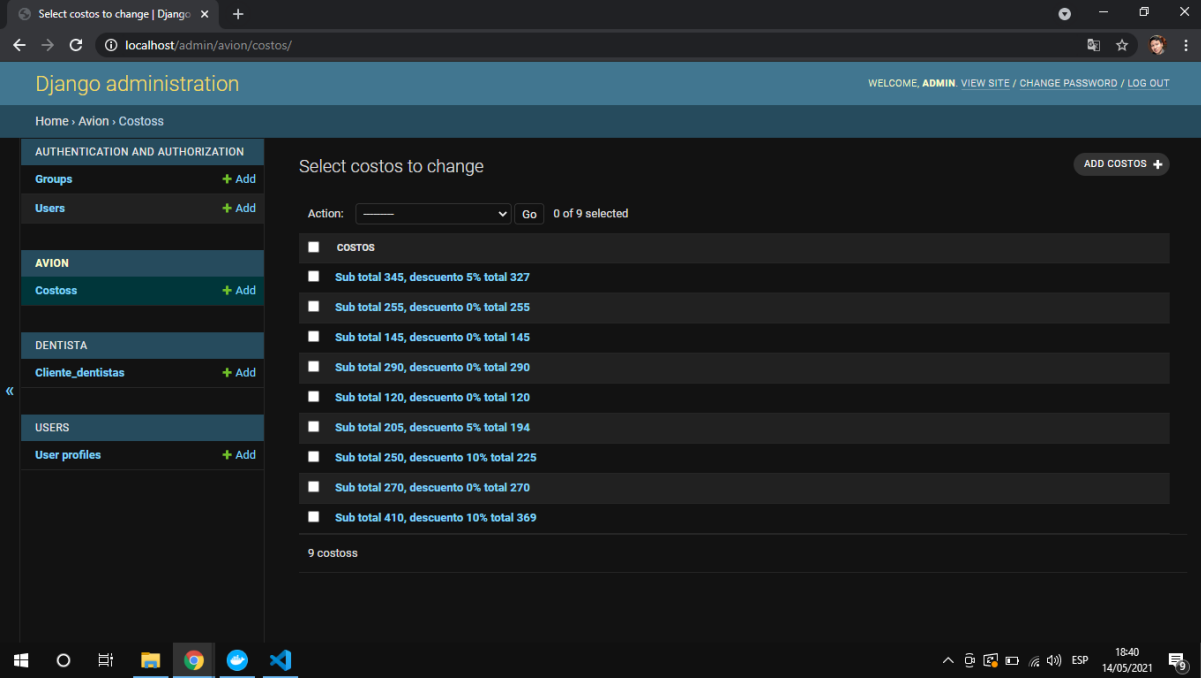 Select costos to change | Django
localhost/admin/avion/costos/
Django administration
WELCOME, ADMIN. VIEW SITE / CHANGE PASSWORD / LOG OUT
Home › Avion › Costoss
AUTHENTICATION AND AUTHORIZATION
Groups + Add
Users + Add
AVION
Costoss + Add
DENTISTA
Cliente_dentistas + Add
USERS
User profiles + Add
«
Select costos to change
ADD COSTOS +
Action: --------- Go 0 of 9 selected
COSTOS
Sub total 345, descuento 5% total 327
Sub total 255, descuento 0% total 255
Sub total 145, descuento 0% total 145
Sub total 290, descuento 0% total 290
Sub total 120, descuento 0% total 120
Sub total 205, descuento 5% total 194
Sub total 250, descuento 10% total 225
Sub total 270, descuento 0% total 270
Sub total 410, descuento 10% total 369
9 costoss
ESP
18:40
14/05/2021
9